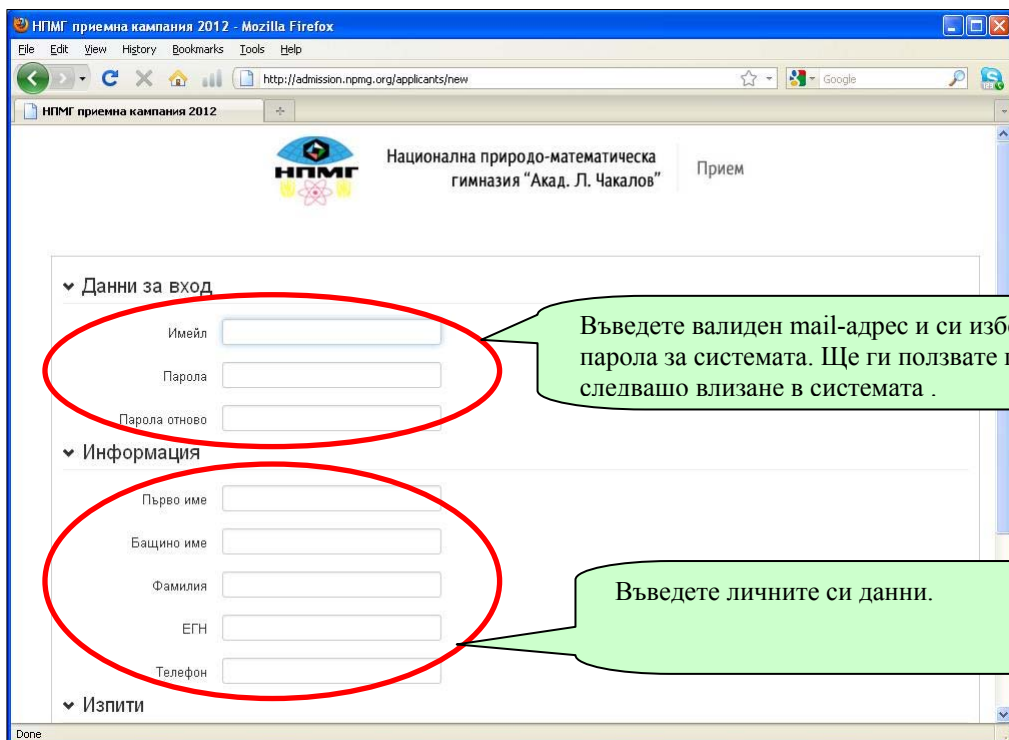 НПМГ приемна кампания 2012 - Mozilla Firefox
File Edit View History Bookmarks Tools Help
http://admission.npmg.org/applicants/new
Google
НПМГ приемна кампания 2012
НПМГ
Национална природо-математическа
гимназия "Акад. Л. Чакалов"
Прием
Данни за вход
Имейл
Парола
Парола отново
Въведете валиден mail-адрес и си
парола за системата. Ще ги ползвате
следващо влизане в системата .
Информация
Първо име
Бащино име
Фамилия
ЕГН
Телефон
Въведете личните си данни.
Изпити
Done